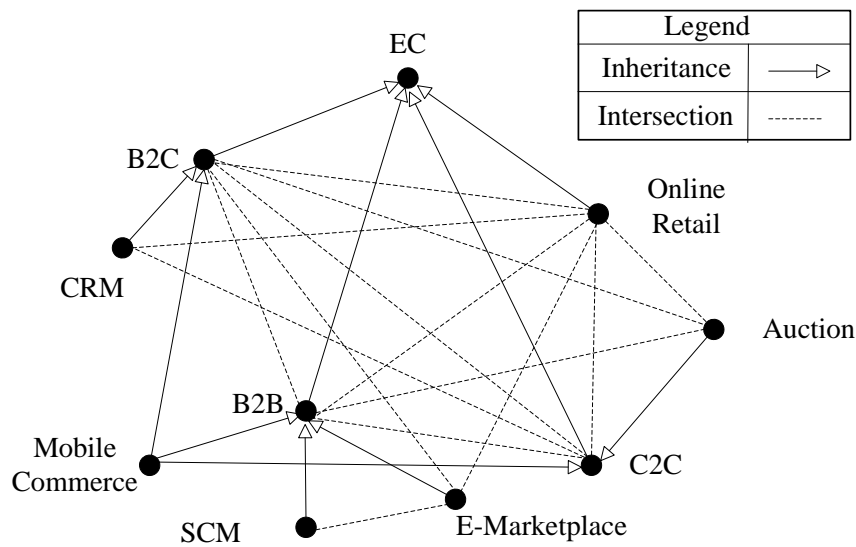 EC
Legend
Inheritance
Intersection
B2C
Online
Retail
CRM
Auction
B2B
Mobile
Commerce
C2C
SCM
E-Marketplace